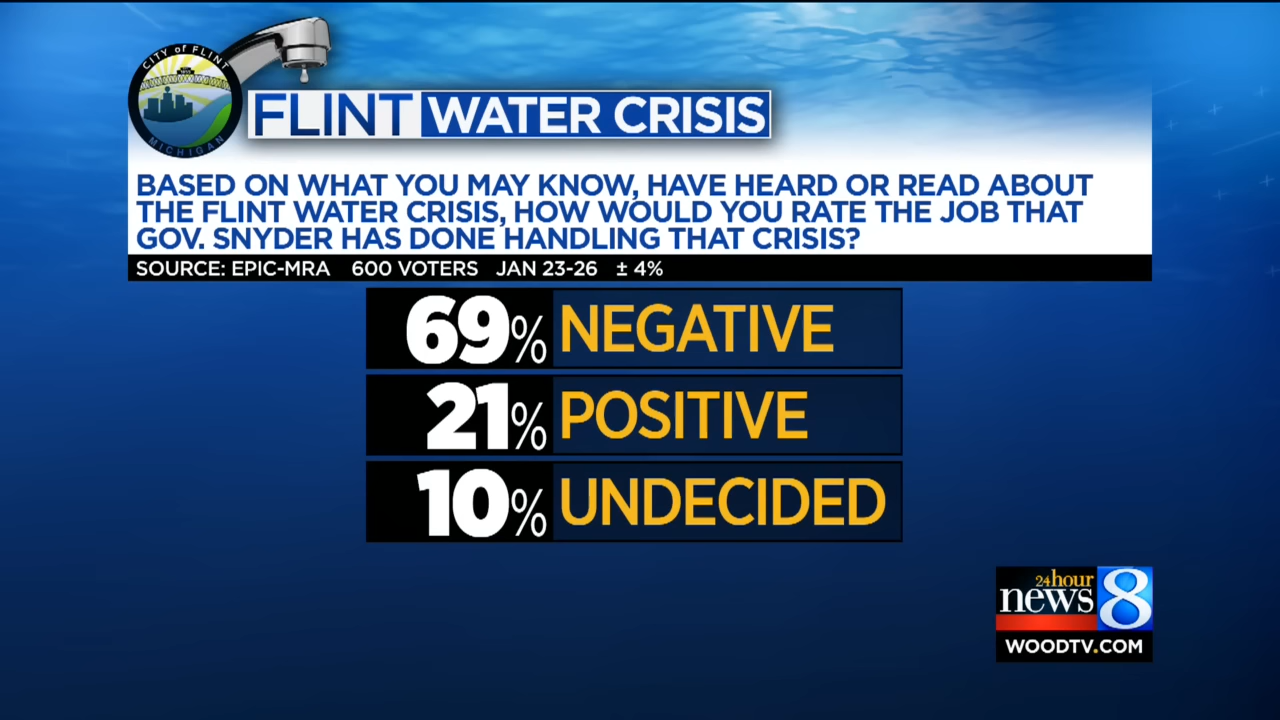 CITY of FLINT
MICHIGAN
FLINT WATER CRISIS
BASED ON WHAT YOU MAY KNOW, HAVE HEARD OR READ ABOUT
THE FLINT WATER CRISIS, HOW WOULD YOU RATE THE JOB THAT
GOV. SNYDER HAS DONE HANDLING THAT CRISIS?
SOURCE: EPIC-MRA 600 VOTERS JAN 23-26 ± 4%
69% NEGATIVE
21% POSITIVE
10% UNDECIDED
24hour
news 8
WOODTV.COM